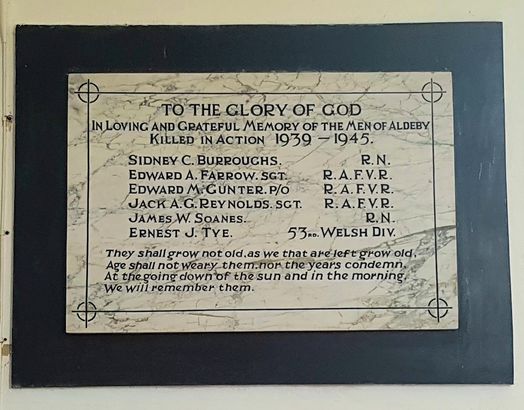 TO THE GLORY OF GOD
IN LOVING AND GRATEFUL MEMORY OF THE MEN OF ALDEBY
KILLED IN ACTION 1939 - 1945.
SIDNEY C. BURROUGHS. R.N.
EDWARD A. FARROW. SGT. R.A.F.V.R.
EDWARD M. GUNTER. P/O R.A.F.V.R.
JACK A.G. REYNOLDS. SGT. R.A.F.V.R.
JAMES W. SOANES. R.N.
ERNEST J. TYE. 53RD. WELSH DIV.
They shall grow not old, as we that are left grow old,
Age shall not weary them, nor the years condemn,
At the going down of the sun and in the morning,
We will remember them.